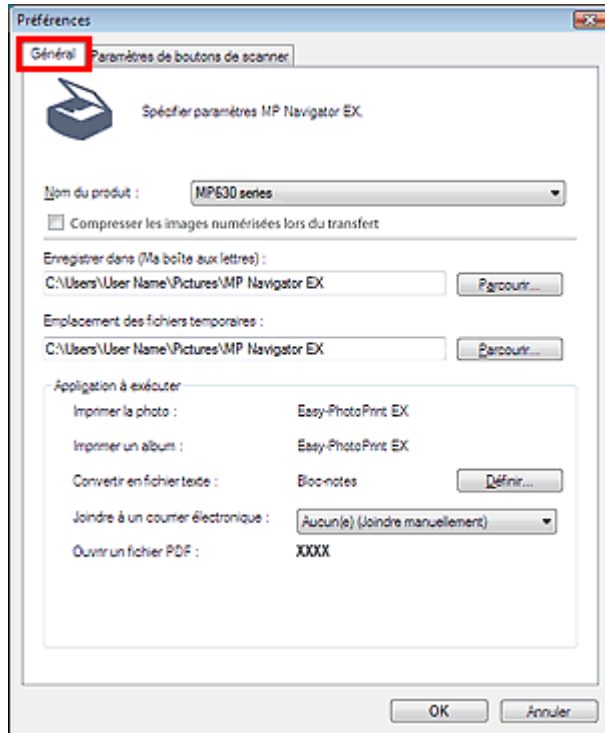 Préférences
Général
Paramètres de boutons de scanner
Spécifier paramètres MP Navigator EX.
Nom du produit : MP630 series
Compresser les images numérisées lors du transfert
Enregistrer dans (Ma boîte aux lettres) :
C:\Users\User Name\Pictures\MP Navigator EX Parcourir...
Emplacement des fichiers temporaires :
C:\Users\User Name\Pictures\MP Navigator EX Parcourir...
Application à exécuter
Imprimer la photo : Easy-PhotoPrint EX
Imprimer un album : Easy-PhotoPrint EX
Convertir en fichier texte : Bloc-notes Définir...
Joindre à un courrier électronique : Aucun(e) (Joindre manuellement)
Ouvrir un fichier PDF : XXXX
OK Annuler